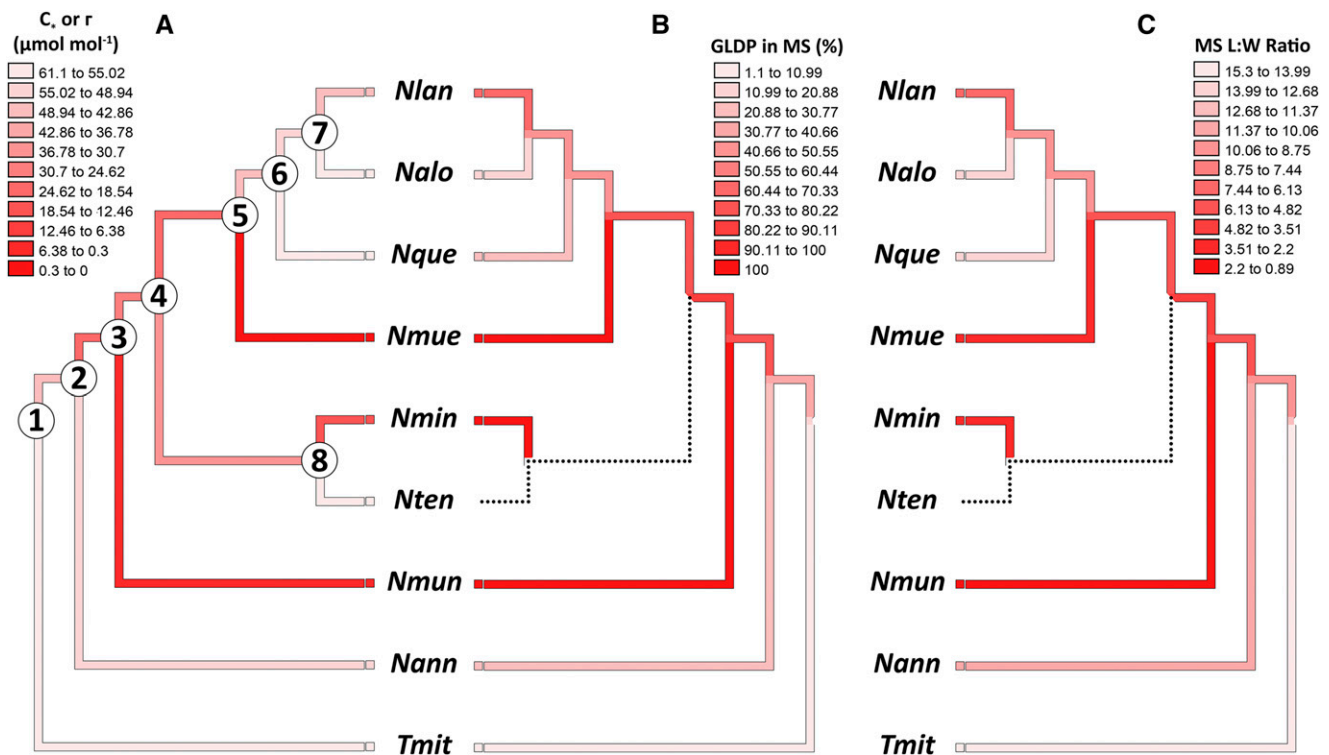 C* or Γ
(µmol mol-1)
61.1 to 55.02
55.02 to 48.94
48.94 to 42.86
42.86 to 36.78
36.78 to 30.7
30.7 to 24.62
24.62 to 18.54
18.54 to 12.46
12.46 to 6.38
6.38 to 0.3
0.3 to 0
A
1
2
3
4
5
6
7
8
Nlan
Nalo
Nque
Nmue
Nmin
Nten
Nmun
Nann
Tmit
B
GLDP in MS (%)
1.1 to 10.99
10.99 to 20.88
20.88 to 30.77
30.77 to 40.66
40.66 to 50.55
50.55 to 60.44
60.44 to 70.33
70.33 to 80.22
80.22 to 90.11
90.11 to 100
100
Nlan
Nalo
Nque
Nmue
Nmin
Nten
Nmun
Nann
Tmit
C
MS L:W Ratio
15.3 to 13.99
13.99 to 12.68
12.68 to 11.37
11.37 to 10.06
10.06 to 8.75
8.75 to 7.44
7.44 to 6.13
6.13 to 4.82
4.82 to 3.51
3.51 to 2.2
2.2 to 0.89